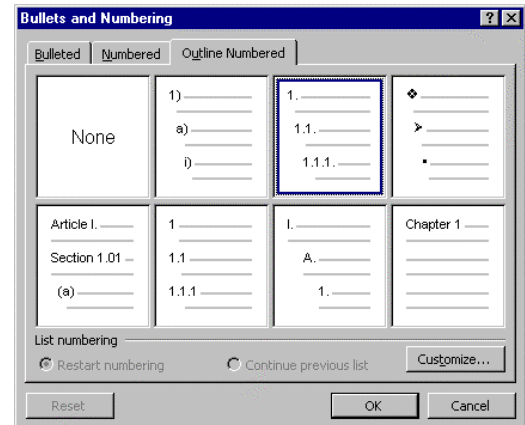 Bullets and Numbering
Bulleted Numbered Outline Numbered
None
1)
a)
i)
1.
1.1.
1.1.1.
Article I.
Section 1.01
(a)
1
1.1
1.1.1
I.
A.
1.
Chapter 1
List numbering
Restart numbering Continue previous list Customize...
Reset OK Cancel